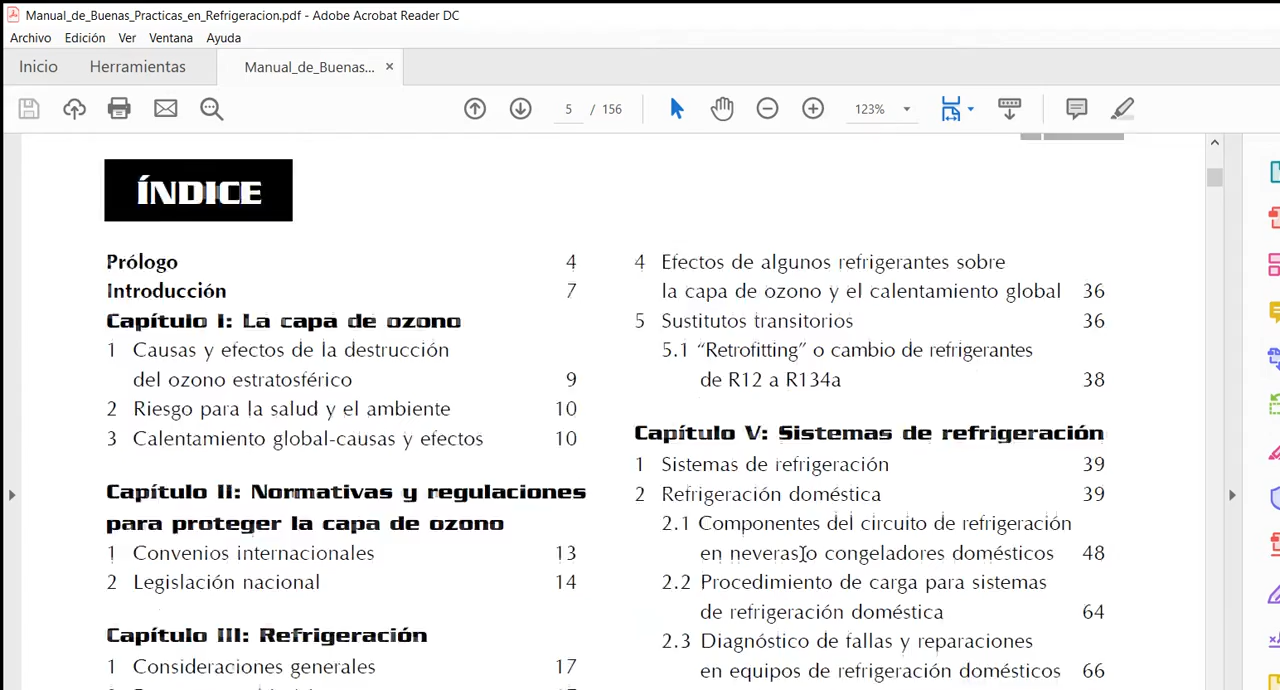 Manual_de_Buenas_Practicas_en_Refrigeracion.pdf - Adobe Acrobat Reader DC
Archivo Edición Ver Ventana Ayuda
Inicio Herramientas Manual_de_Buenas... ×
5 / 156 123%
ÍNDICE
Prólogo 4
Introducción 7
Capítulo I: La capa de ozono
1 Causas y efectos de la destrucción
del ozono estratosférico 9
2 Riesgo para la salud y el ambiente 10
3 Calentamiento global-causas y efectos 10
Capítulo II: Normativas y regulaciones
para proteger la capa de ozono
1 Convenios internacionales 13
2 Legislación nacional 14
Capítulo III: Refrigeración
1 Consideraciones generales 17
4 Efectos de algunos refrigerantes sobre
la capa de ozono y el calentamiento global 36
5 Sustitutos transitorios 36
5.1 “Retrofitting” o cambio de refrigerantes
de R12 a R134a 38
Capítulo V: Sistemas de refrigeración
1 Sistemas de refrigeración 39
2 Refrigeración doméstica 39
2.1 Componentes del circuito de refrigeración
en neveras o congeladores domésticos 48
2.2 Procedimiento de carga para sistemas
de refrigeración doméstica 64
2.3 Diagnóstico de fallas y reparaciones
en equipos de refrigeración domésticos 66